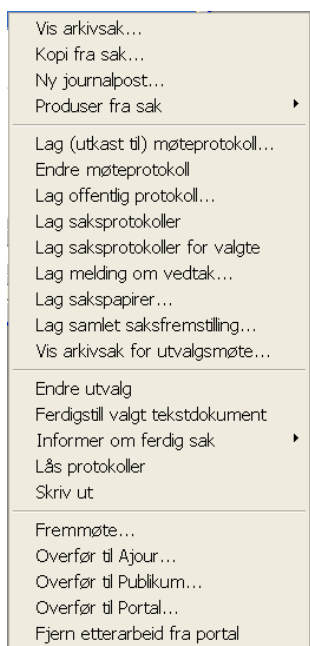 Vis arkivsak...
Kopi fra sak...
Ny journalpost...
Produser fra sak
Lag (utkast til) møteprotokoll...
Endre møteprotokoll
Lag offentlig protokoll...
Lag saksprotokoller
Lag saksprotokoller for valgte
Lag melding om vedtak...
Lag sakspapirer...
Lag samlet saksfremstilling...
Vis arkivsak for utvalgsmøte...
Endre utvalg
Ferdigstill valgt tekstdokument
Informer om ferdig sak
Lås protokoller
Skriv ut
Fremmøte...
Overfør til Ajour...
Overfør til Publikum...
Overfør til Portal...
Fjern etterarbeid fra portal